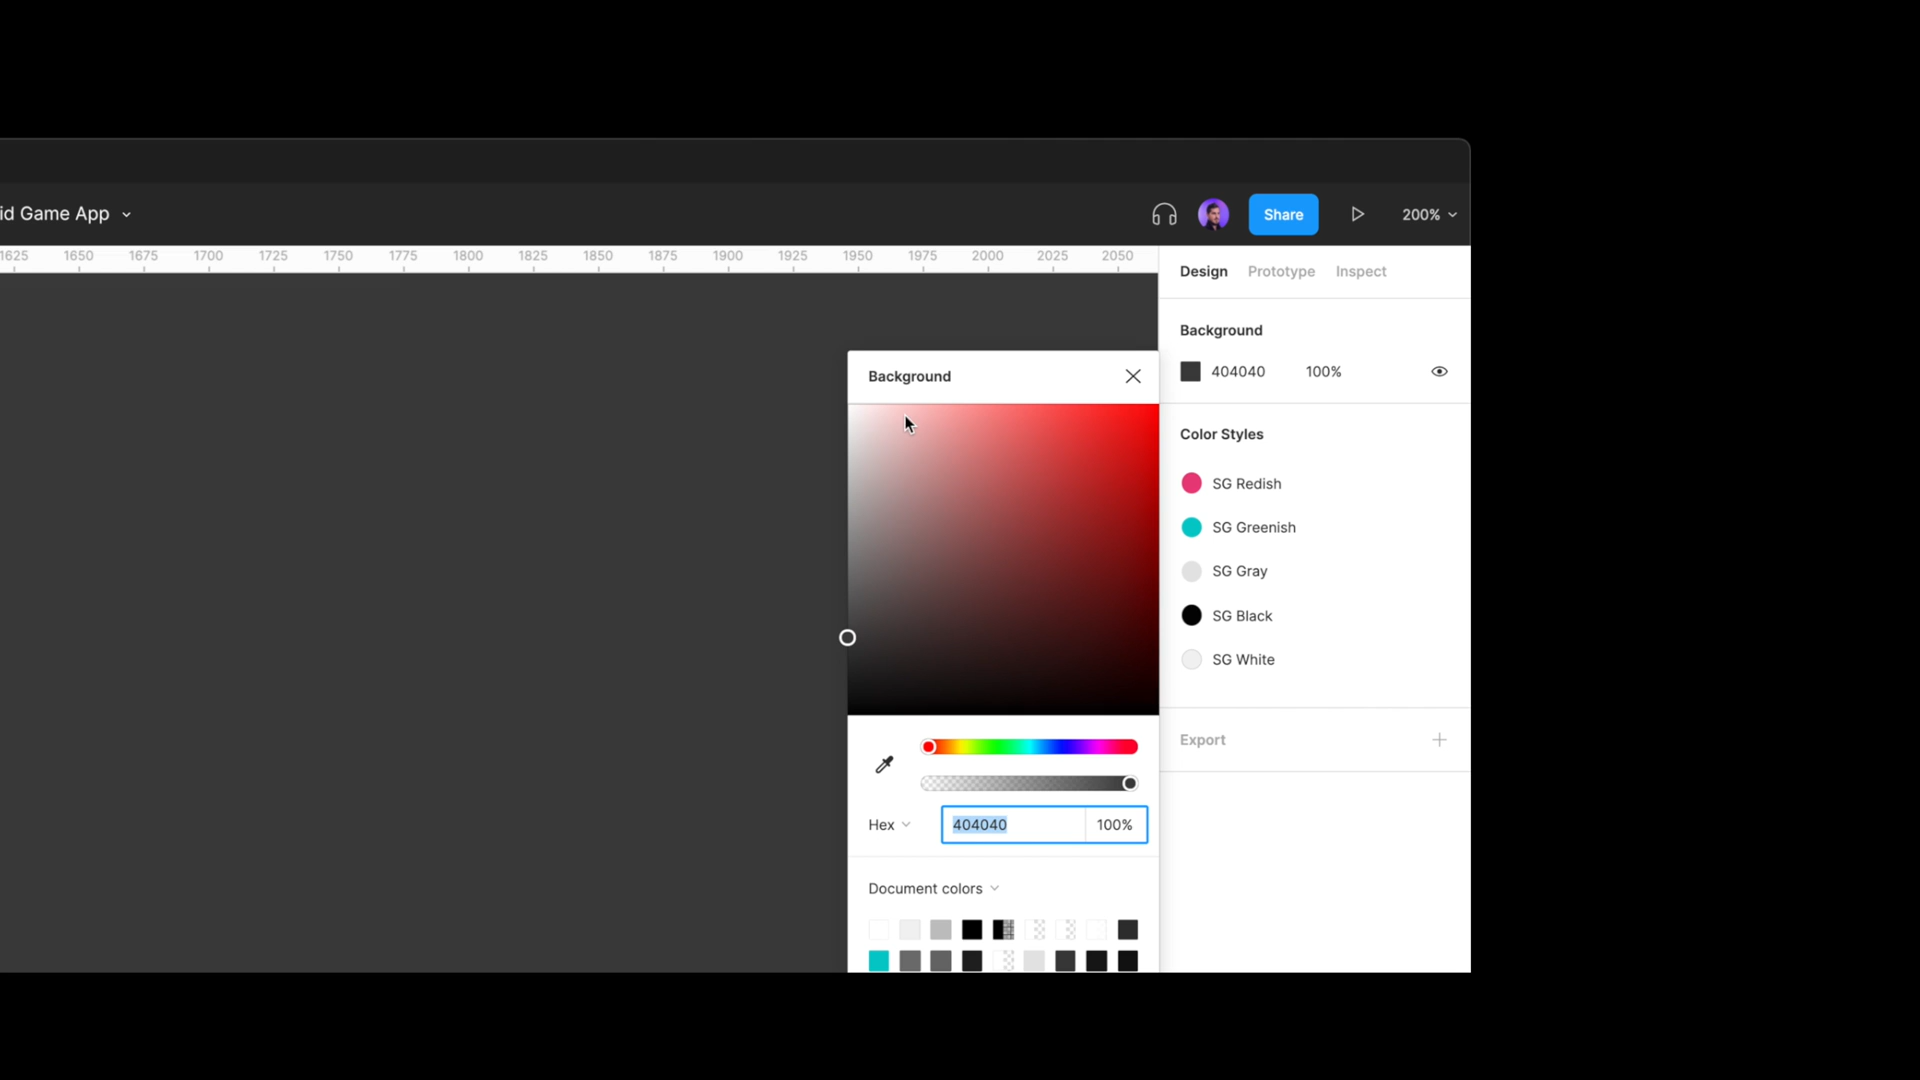 id Game App
Share
200%
1625 1650 1675 1700 1725 1750 1775 1800 1825 1850 1875 1900 1925 1950 1975 2000 2025 2050
Design Prototype Inspect
Background
404040 100%
Background
Color Styles
SG Redish
SG Greenish
SG Gray
SG Black
SG White
Export
Hex 404040 100%
Document colors